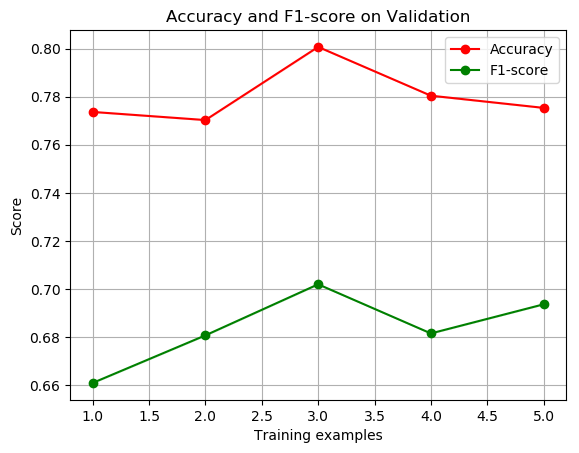 Accuracy and F1-score on Validation
Accuracy
F1-score
0.80
0.78
0.76
0.74
0.72
0.70
0.68
0.66
Score
1.0 1.5 2.0 2.5 3.0 3.5 4.0 4.5 5.0
Training examples